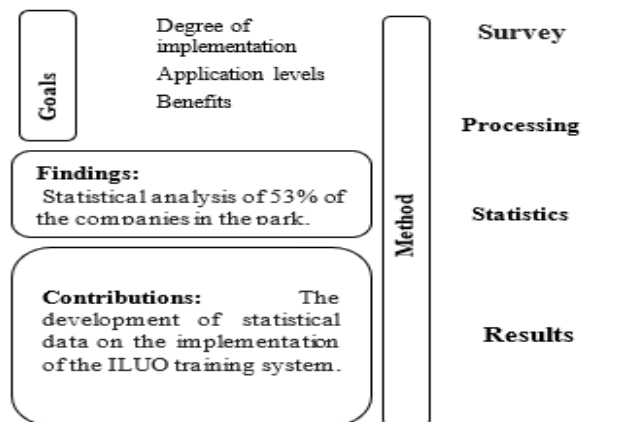 Goals
Degree of
implementation
Application levels
Benefits
Findings:
Statistical analysis of 53% of
the companies in the park.
Contributions: The
development of statistical
data on the implementation
of the ILUO training system.
Method
Survey
Processing
Statistics
Results